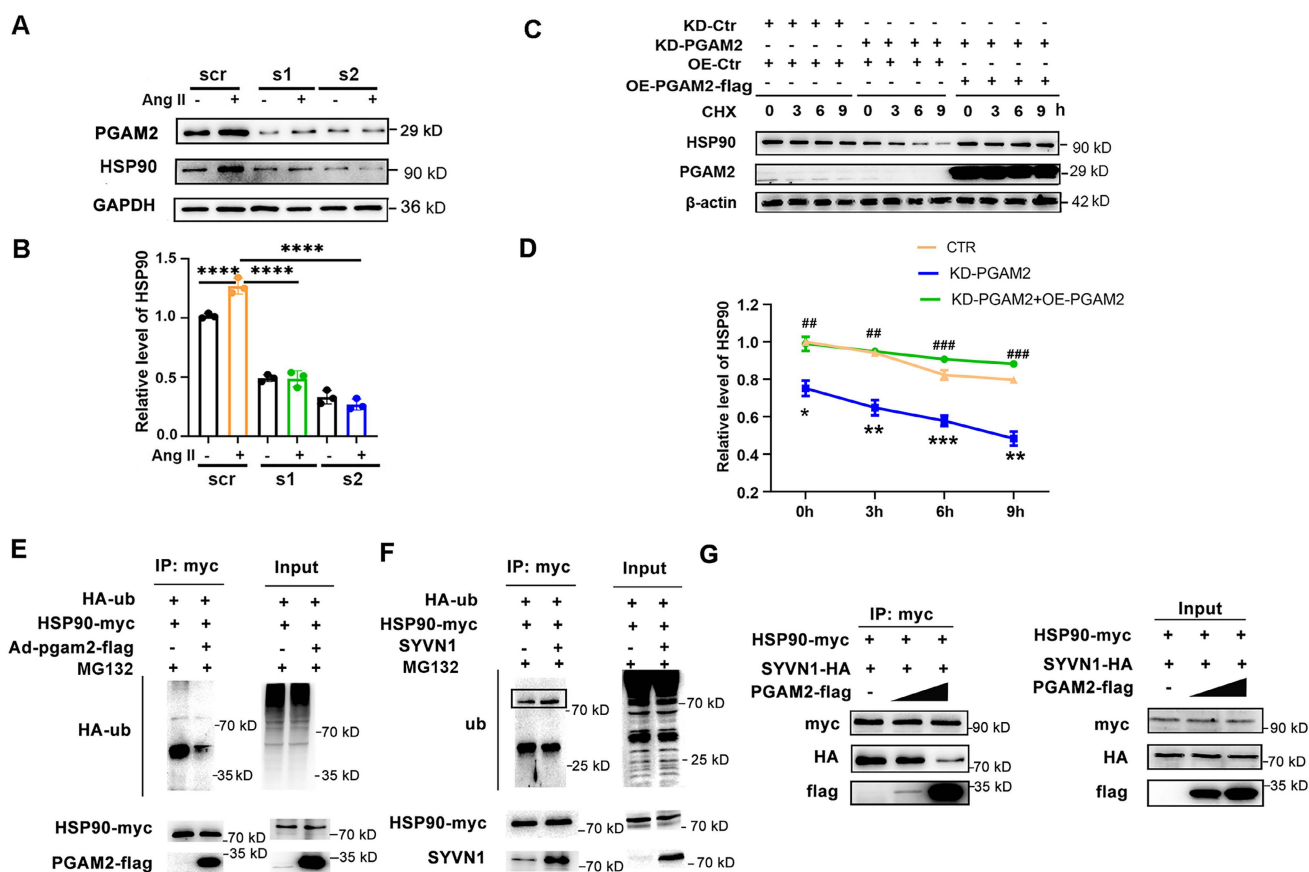 A
scr s1 s2
Ang II - + - + - +
PGAM2 29 kD
HSP90 90 kD
GAPDH 36 kD
B
Relative level of HSP90
**** **** ****
1.5
1.0
0.5
0.0
Ang II - + - + - +
scr s1 s2
C
KD-Ctr + + + + - - - - - - - -
KD-PGAM2 - - - - + + + + + + + +
OE-Ctr + + + + + + + + - - - -
OE-PGAM2-flag - - - - - - - - + + + +
CHX 0 3 6 9 0 3 6 9 0 3 6 9 h
HSP90 90 kD
PGAM2 29 kD
β-actin 42 kD
D
CTR
KD-PGAM2
KD-PGAM2+OE-PGAM2
Relative level of HSP90
1.2
1.0
0.8
0.6
0.4
0.2
## ## ### ###
* ** *** **
0h 3h 6h 9h
E
IP: myc Input
HA-ub + + + +
HSP90-myc + + + +
Ad-pgam2-flag - + - +
MG132 + + + +
HA-ub
-70 kD -70 kD
-35 kD -35 kD
HSP90-myc -70 kD -70 kD
PGAM2-flag -35 kD -35 kD
F
IP: myc Input
HA-ub + + + +
HSP90-myc + + + +
SYVN1 - + - +
MG132 + + + +
ub
-70 kD -70 kD
-25 kD -25 kD
HSP90-myc -70 kD -70 kD
SYVN1 -70 kD -70 kD
G
IP: myc
HSP90-myc + + +
SYVN1-HA + + +
PGAM2-flag -
myc -90 kD
HA -70 kD
flag -35 kD
Input
HSP90-myc + + +
SYVN1-HA + + +
PGAM2-flag -
myc -90 kD
HA -70 kD
flag -35 kD